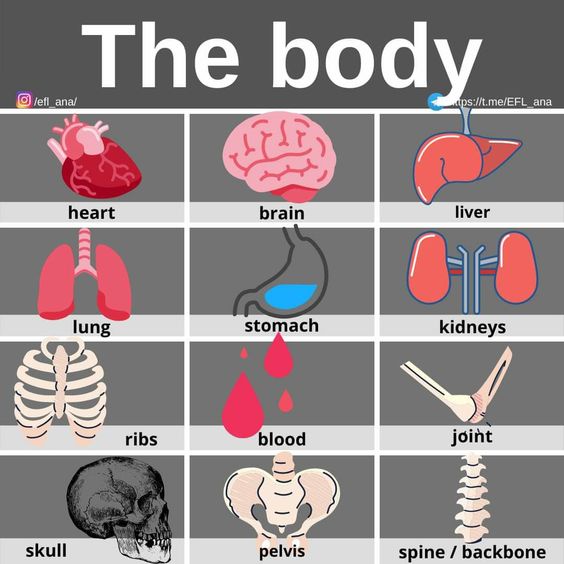 The body
/efl_ana/
https://t.me/EFL_ana
heart
brain
liver
lung
stomach
kidneys
ribs
blood
joint
skull
pelvis
spine / backbone